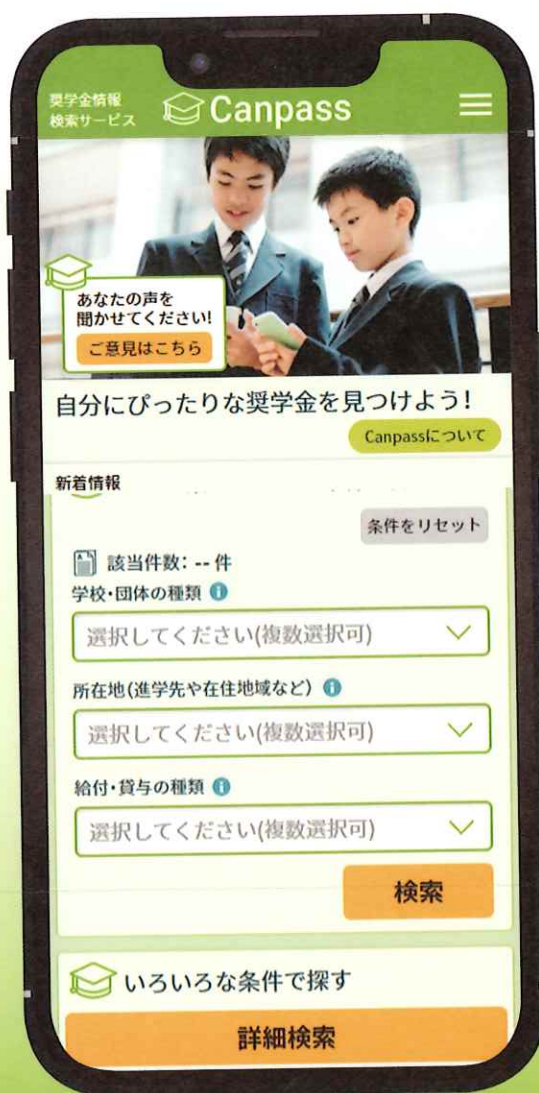 奨学金情報
検索サービス
Canpass
あなたの声を
聞かせてください!
ご意見はこちら
自分にぴったりな奨学金を見つけよう!
Canpassについて
新着情報
条件をリセット
該当件数: -- 件
学校・団体の種類
選択してください(複数選択可)
所在地(進学先や在住地域など)
選択してください(複数選択可)
給付・貸与の種類
選択してください(複数選択可)
検索
いろいろな条件で探す
詳細検索